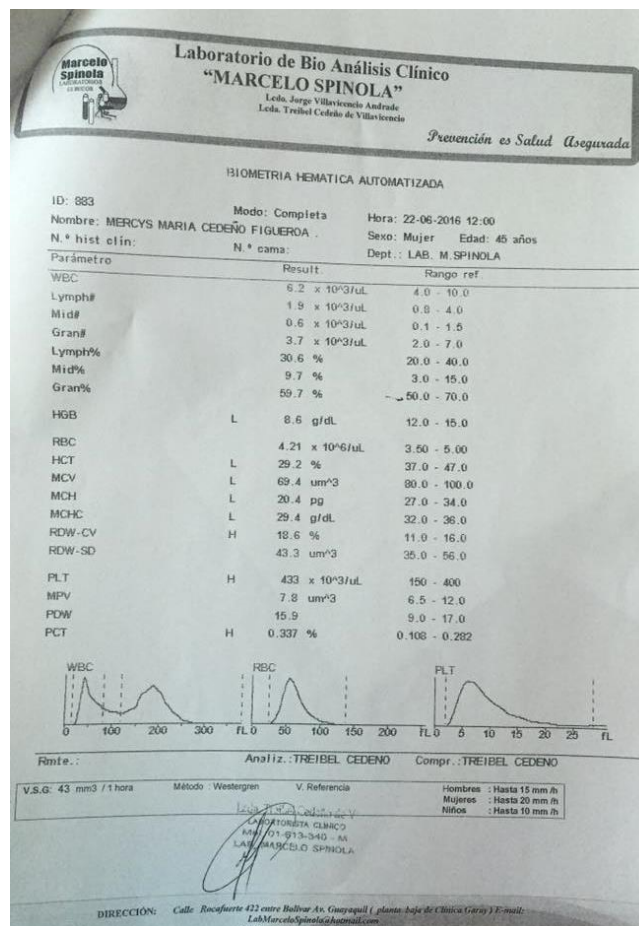 Marcelo
Spinola
LABORATORIOS
CLINICOS
Laboratorio de Bio Análisis Clínico
“MARCELO SPINOLA”
Lcdo. Jorge Villavicencio Andrade
Lcda. Treibel Cedeño de Villavicencio
Prevención es Salud Asegurada
BIOMETRIA HEMATICA AUTOMATIZADA
ID: 883 Modo: Completa Hora: 22-06-2016 12:00
Nombre: MERCYS MARIA CEDEÑO FIGUEROA . Sexo: Mujer Edad: 45 años
N.º hist clín: N.º cama: Dept.: LAB. M.SPINOLA
Parámetro Result. Rango ref.
WBC 6.2 x 10^3/uL 4.0 - 10.0
Lymph# 1.9 x 10^3/uL 0.8 - 4.0
Mid# 0.6 x 10^3/uL 0.1 - 1.5
Gran# 3.7 x 10^3/uL 2.0 - 7.0
Lymph% 30.6 % 20.0 - 40.0
Mid% 9.7 % 3.0 - 15.0
Gran% 59.7 % 50.0 - 70.0
HGB L 8.6 g/dL 12.0 - 15.0
RBC 4.21 x 10^6/uL 3.50 - 5.00
HCT L 29.2 % 37.0 - 47.0
MCV L 69.4 um^3 80.0 - 100.0
MCH L 20.4 pg 27.0 - 34.0
MCHC L 29.4 g/dL 32.0 - 36.0
RDW-CV H 18.6 % 11.0 - 16.0
RDW-SD 43.3 um^3 35.0 - 56.0
PLT H 433 x 10^3/uL 150 - 400
MPV 7.8 um^3 6.5 - 12.0
PDW 15.9 9.0 - 17.0
PCT H 0.337 % 0.108 - 0.282
WBC RBC PLT
0 100 200 300 fL 0 50 100 150 200 fL 0 5 10 15 20 25 fL
Rmte.: Analiz.:TREIBEL CEDENO Compr.:TREIBEL CEDENO
V.S.G: 43 mm3 / 1 hora Método : Westergren V. Referencia Hombres : Hasta 15 mm /h
Mujeres : Hasta 20 mm /h
Niños : Hasta 10 mm /h
LABORATORISTA CLINICO
LAB. MARCELO SPINOLA
DIRECCIÓN: Calle Rocafuerte 422 entre Bolívar Av. Guayaquil ( planta baja de Clínica Garay ) E-mail:
LabMarceloSpinola@hotmail.com